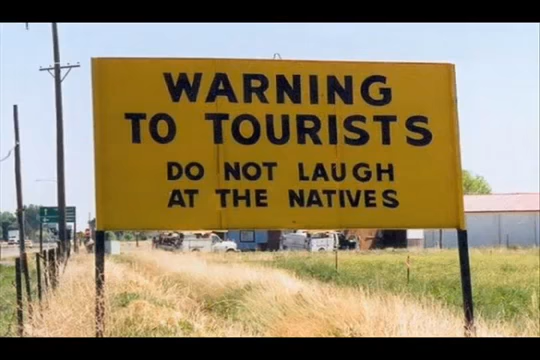 WARNING
TO TOURISTS
DO NOT LAUGH
AT THE NATIVES